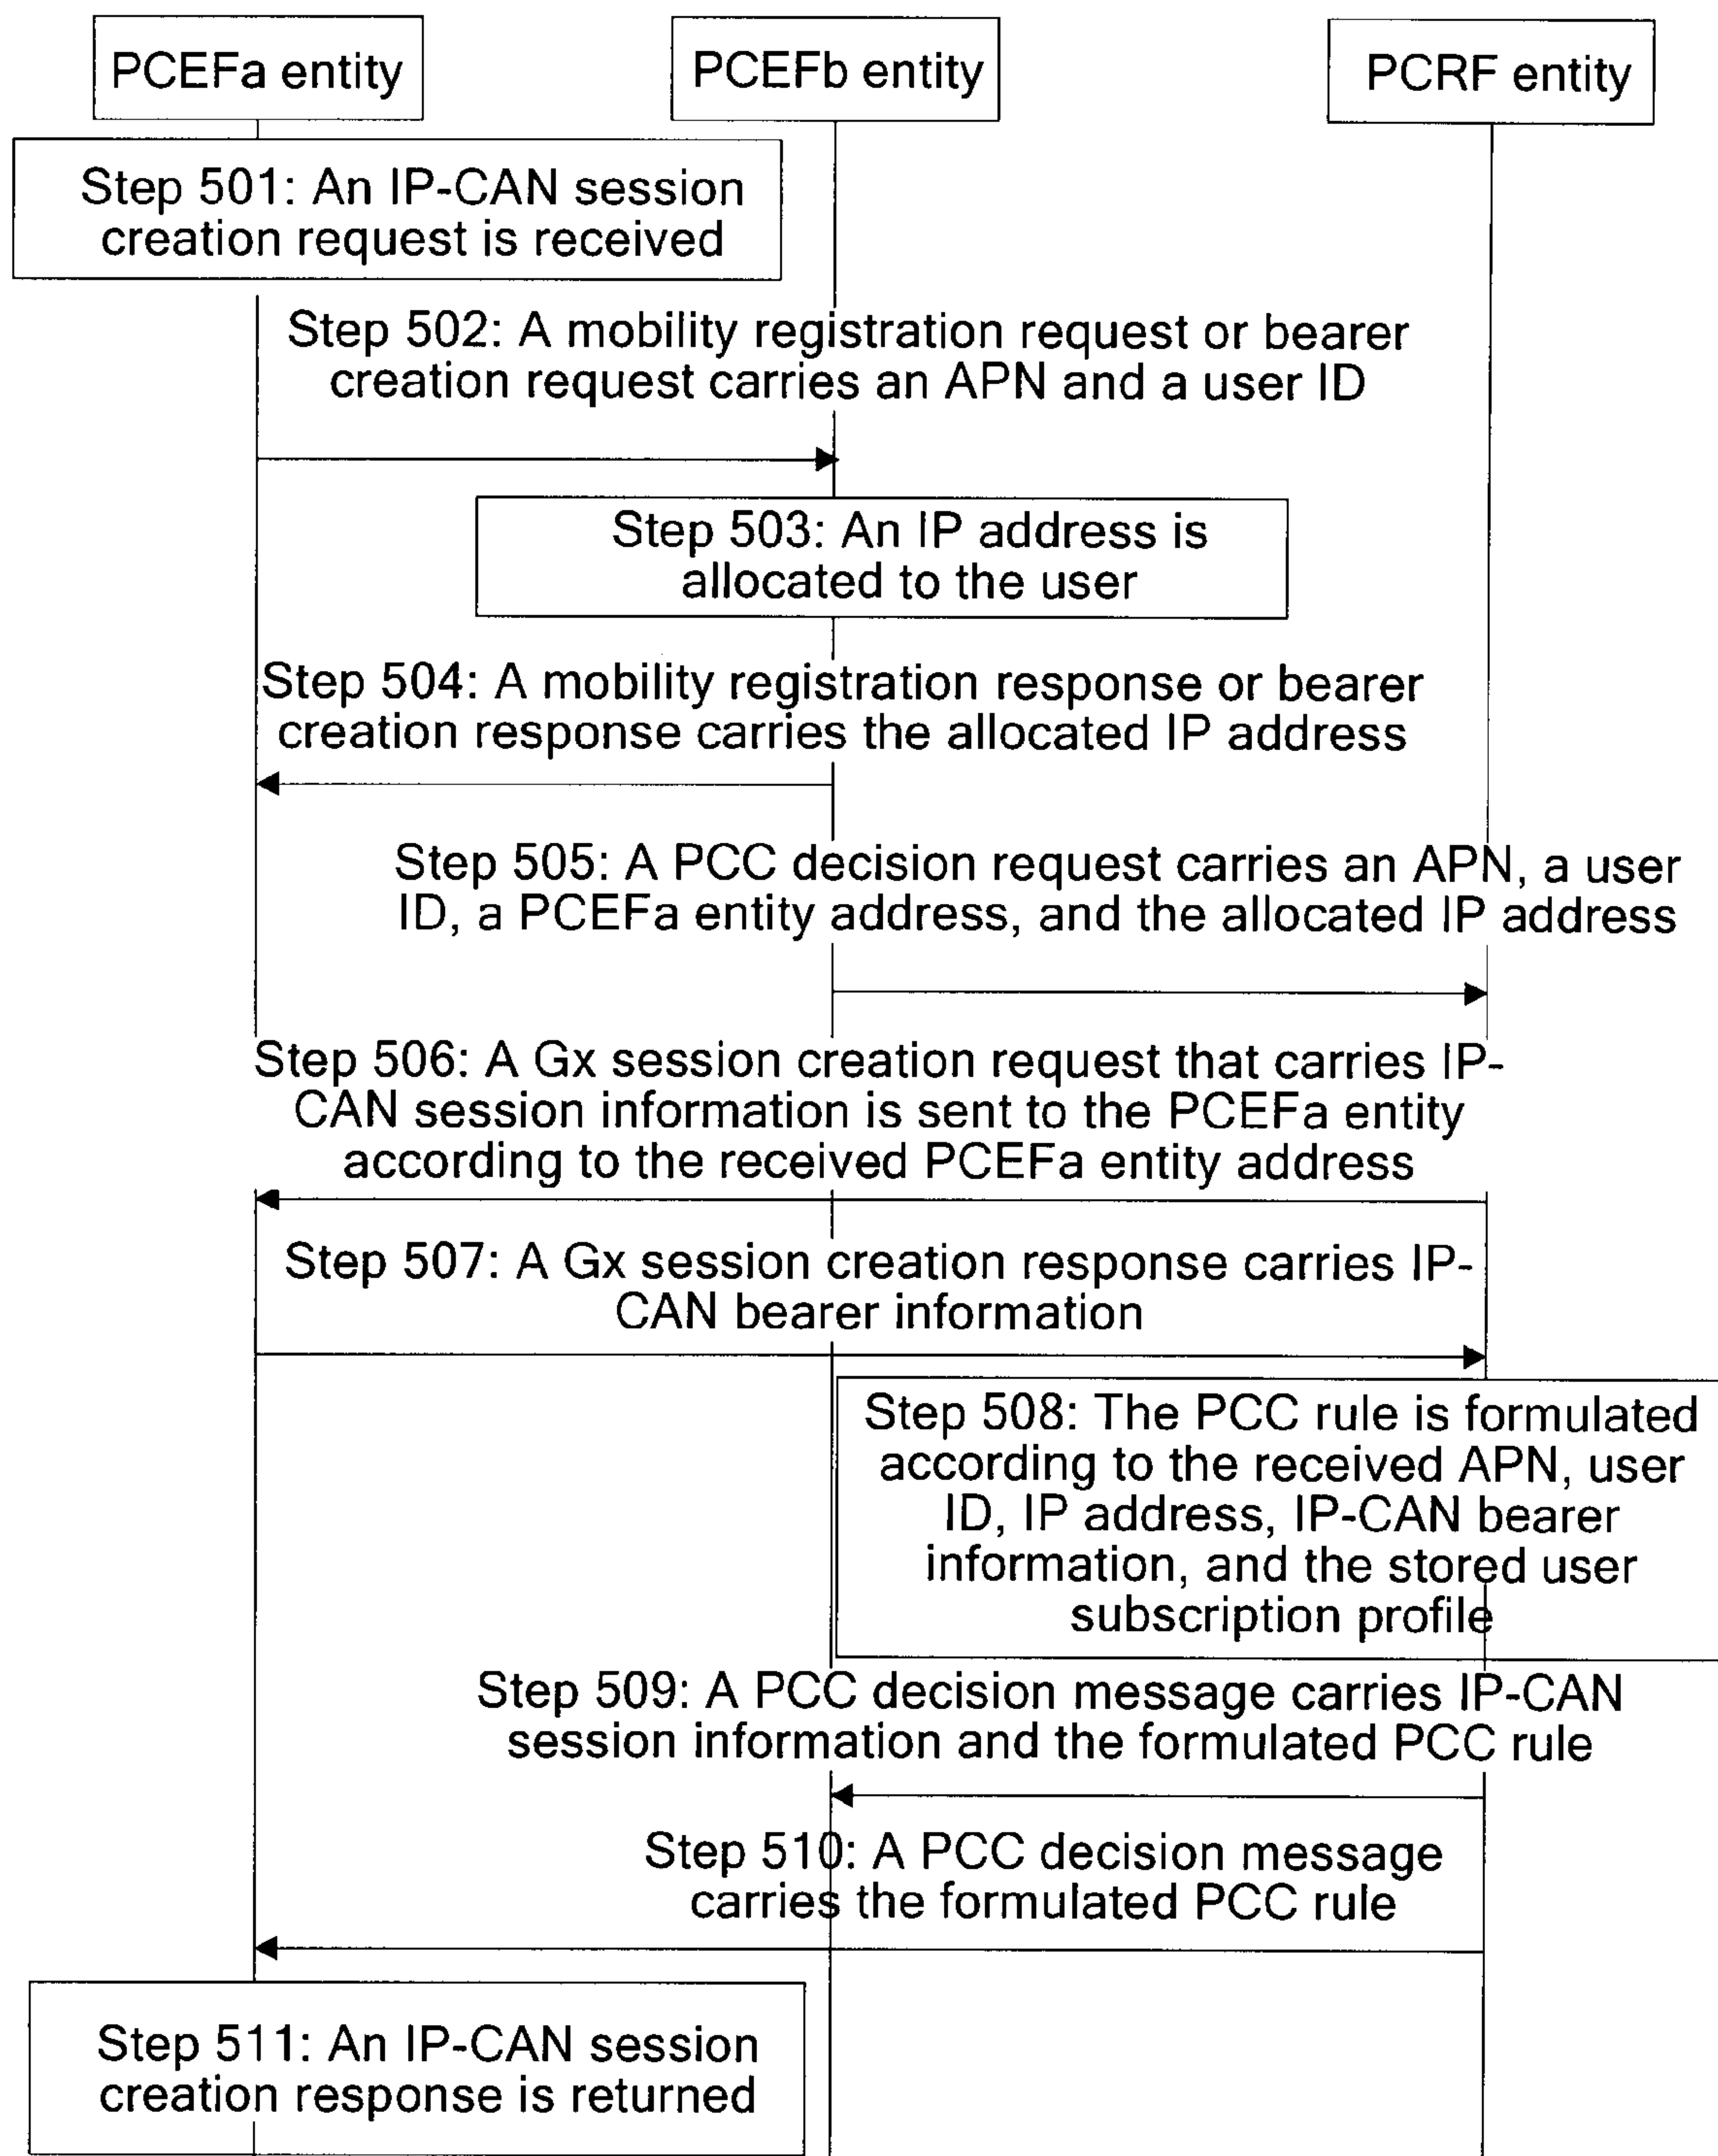 PCEFa entity
PCEFb entity
PCRF entity
Step 501: An IP-CAN session
creation request is received
Step 502: A mobility registration request or bearer
creation request carries an APN and a user ID
Step 503: An IP address is
allocated to the user
Step 504: A mobility registration response or bearer
creation response carries the allocated IP address
Step 505: A PCC decision request carries an APN, a user
ID, a PCEFa entity address, and the allocated IP address
Step 506: A Gx session creation request that carries IP-
CAN session information is sent to the PCEFa entity
according to the received PCEFa entity address
Step 507: A Gx session creation response carries IP-
CAN bearer information
Step 508: The PCC rule is formulated
according to the received APN, user
ID, IP address, IP-CAN bearer
information, and the stored user
subscription profile
Step 509: A PCC decision message carries IP-CAN
session information and the formulated PCC rule
Step 510: A PCC decision message
carries the formulated PCC rule
Step 511: An IP-CAN session
creation response is returned